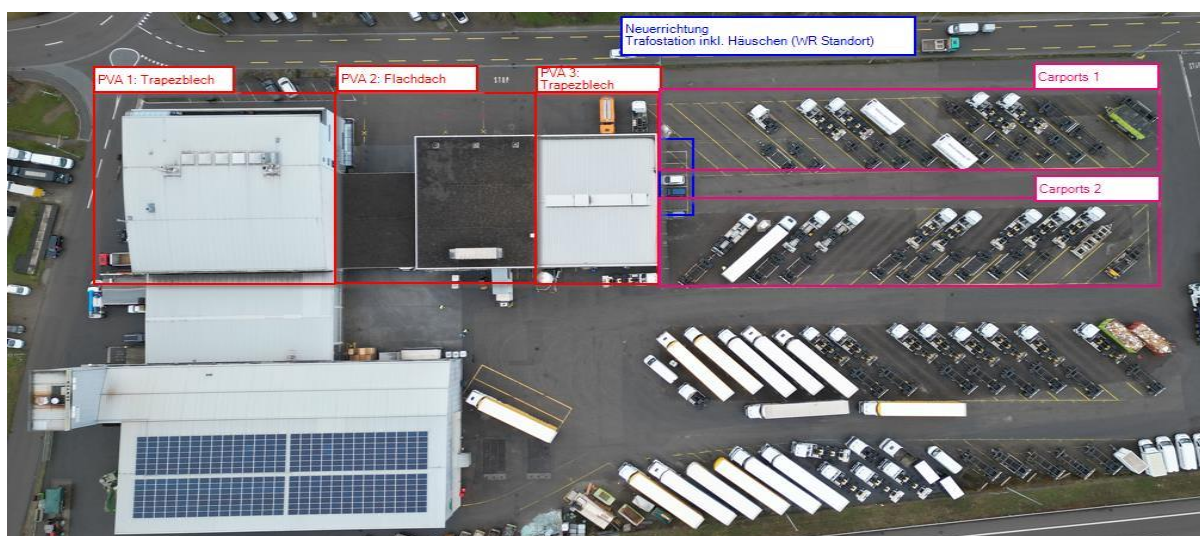 Neuerrichtung
Trafostation inkl. Häuschen (WR Standort)
PVA 1: Trapezblech
PVA 2: Flachdach
PVA 3:
Trapezblech
STOP
Carports 1
Carports 2